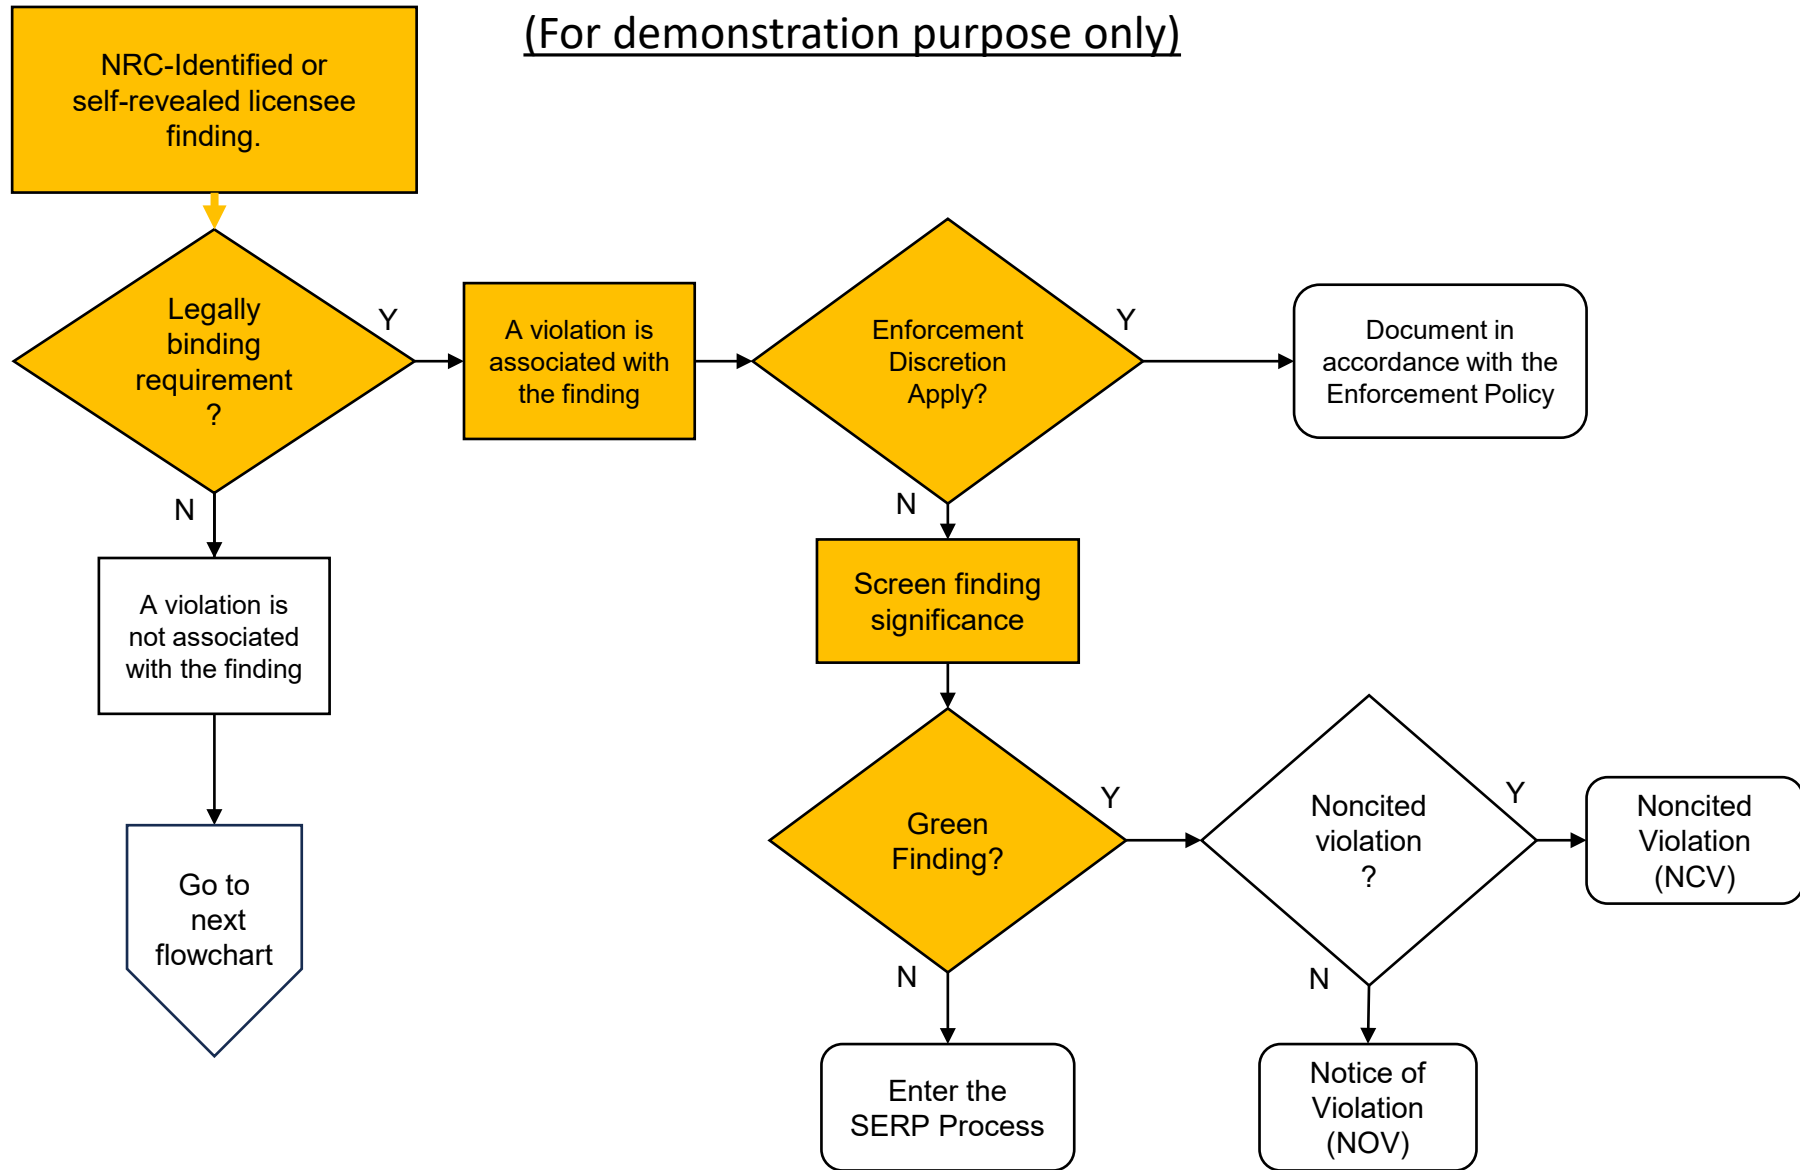 (For demonstration purpose only)
NRC-Identified or
self-revealed licensee
finding.
Legally
binding
requirement
?
Y
N
A violation is
associated with
the finding
Enforcement
Discretion
Apply?
Y
N
Document in
accordance with the
Enforcement Policy
A violation is
not associated
with the finding
Go to
next
flowchart
Screen finding
significance
Green
Finding?
Y
N
Noncited
violation
?
Y
N
Noncited
Violation
(NCV)
Enter the
SERP Process
Notice of
Violation
(NOV)